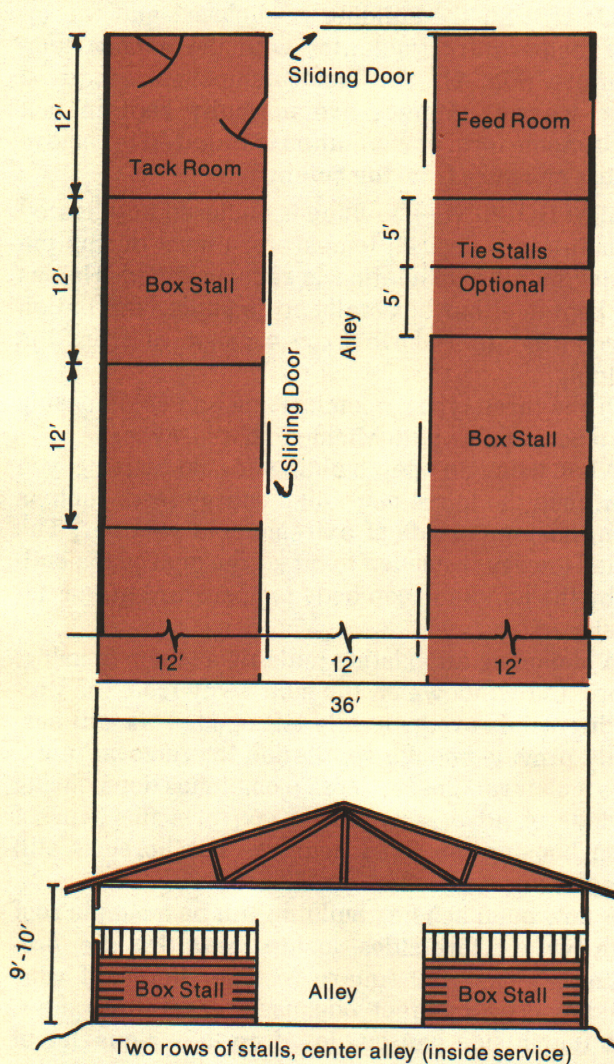 Sliding Door
12'
Tack Room
Feed Room
5'
Tie Stalls
12'
Box Stall
5'
Optional
Alley
12'
Sliding Door
Box Stall
12'
12'
12'
36'
9'-10'
Box Stall
Alley
Box Stall
Two rows of stalls, center alley (inside service)